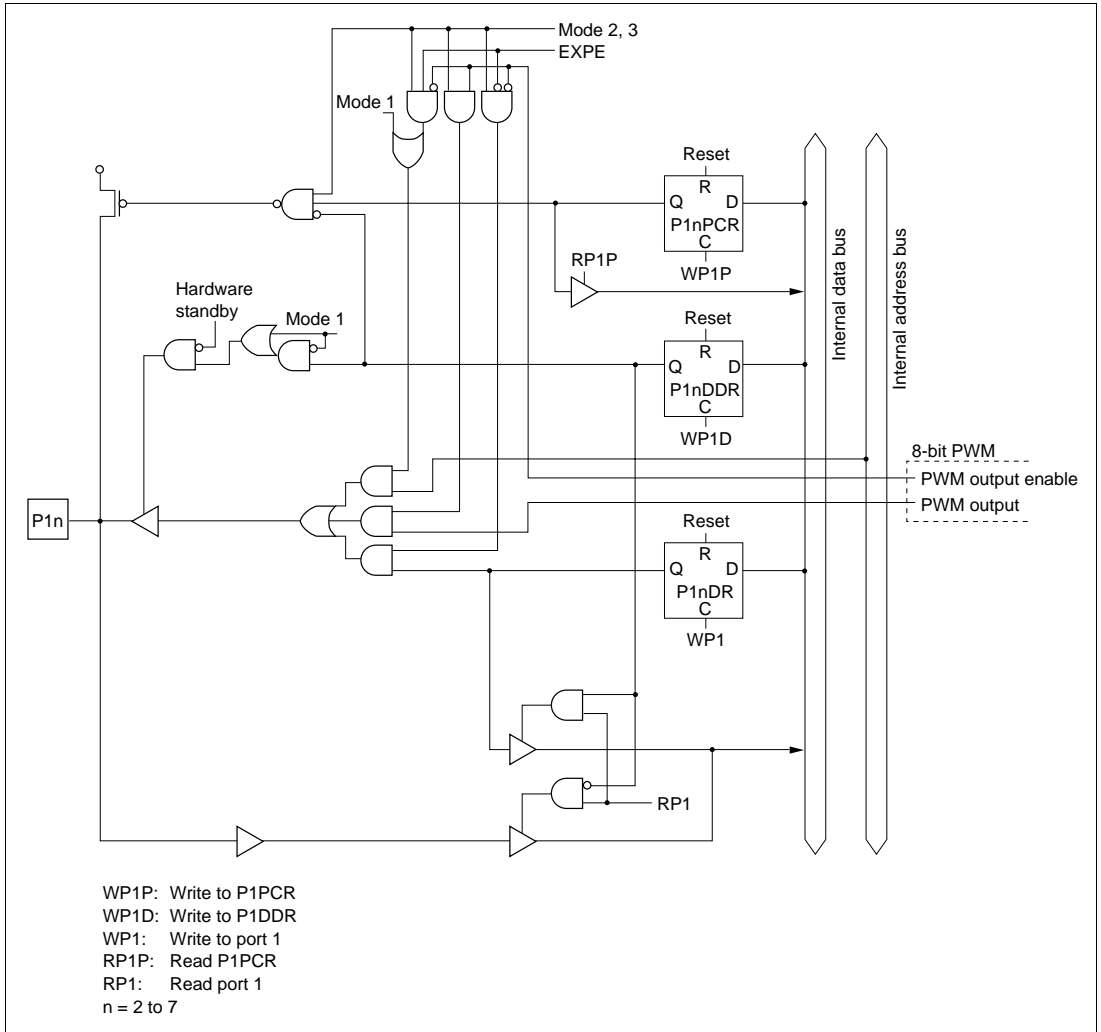 Mode 2, 3
EXPE
Mode 1
Reset
R
Q D
P1nPCR
C
WP1P
RP1P
Hardware
standby
Mode 1
Reset
R
Q D
P1nDDR
C
WP1D
Internal data bus
Internal address bus
8-bit PWM
PWM output enable
PWM output
P1n
Reset
R
Q D
P1nDR
C
WP1
RP1
WP1P: Write to P1PCR
WP1D: Write to P1DDR
WP1: Write to port 1
RP1P: Read P1PCR
RP1: Read port 1
n = 2 to 7